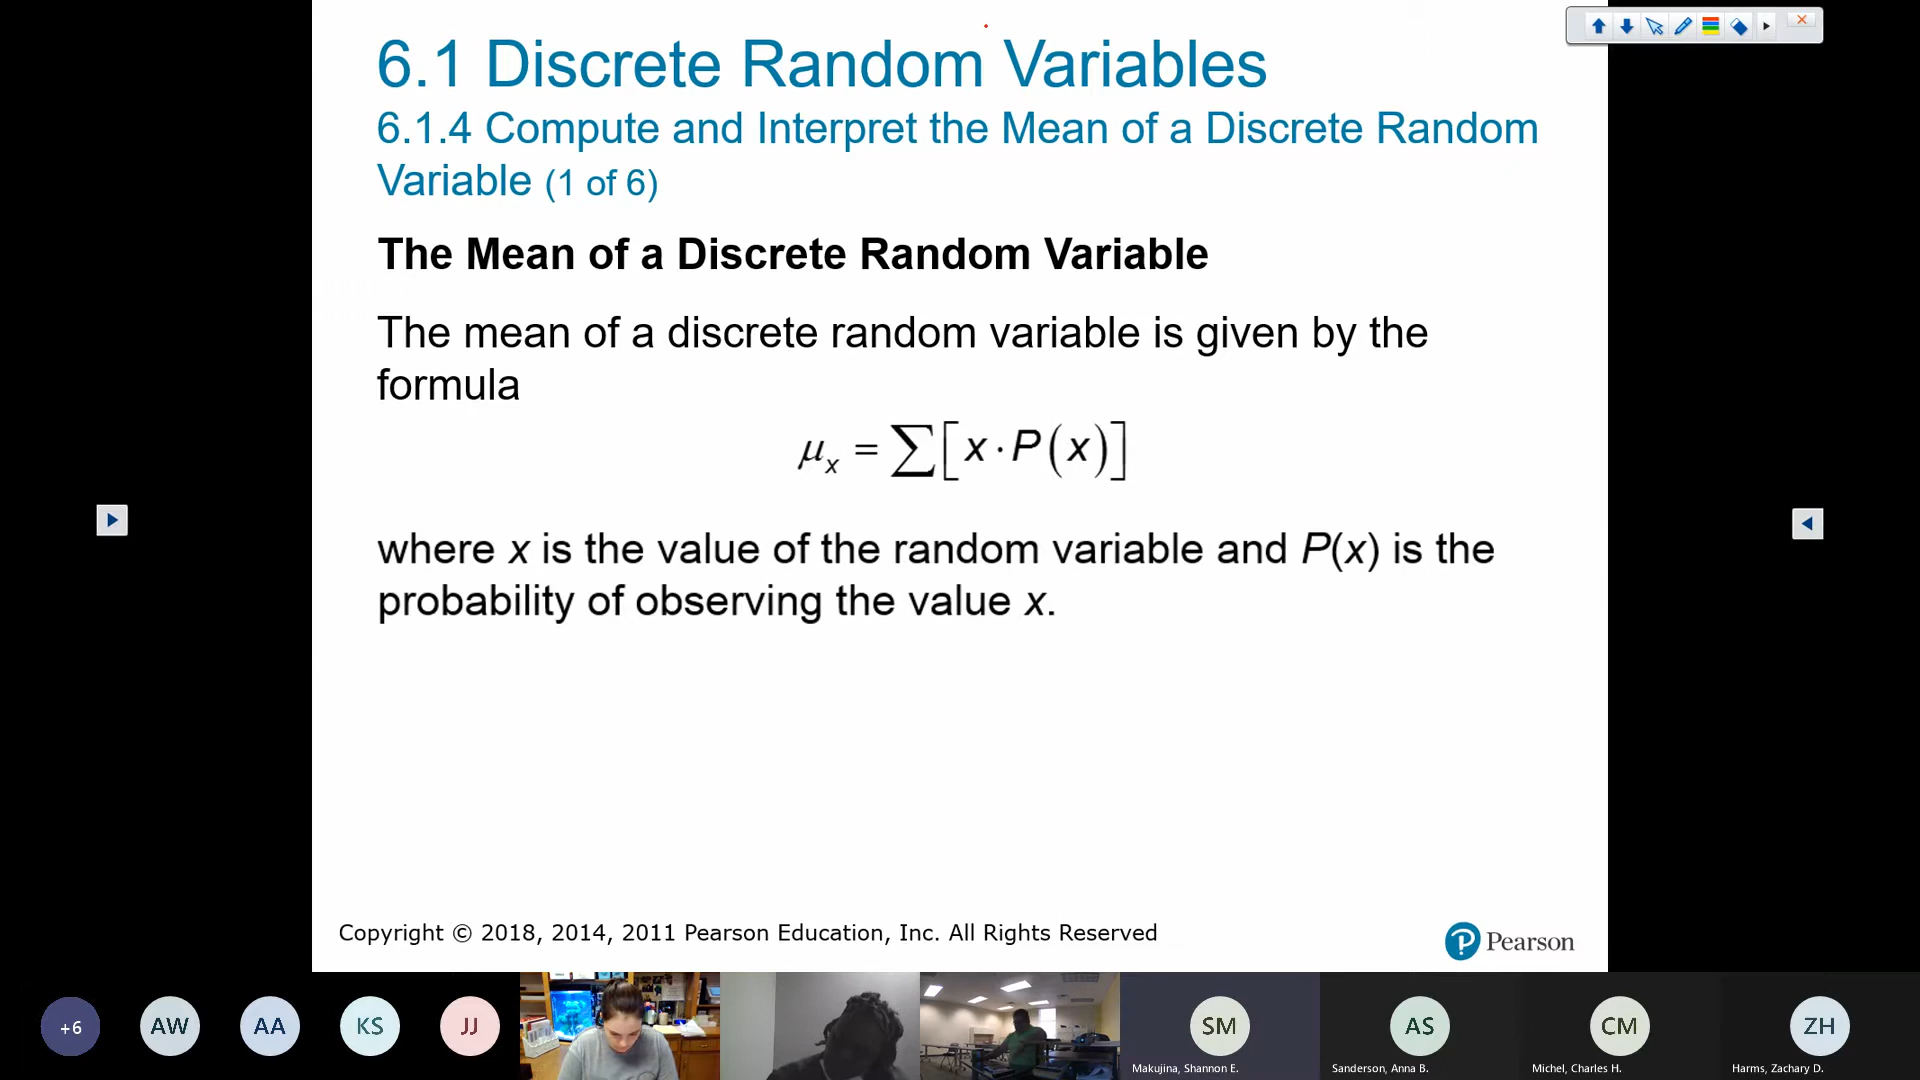 6.1 Discrete Random Variables
6.1.4 Compute and Interpret the Mean of a Discrete Random
Variable (1 of 6)
The Mean of a Discrete Random Variable
The mean of a discrete random variable is given by the
formula
μx = ∑[x · P(x)]
where x is the value of the random variable and P(x) is the
probability of observing the value x.
Copyright © 2018, 2014, 2011 Pearson Education, Inc. All Rights Reserved
Pearson
+6
AW
AA
KS
JJ
SM
AS
CM
ZH
Makujina, Shannon E.
Sanderson, Anna B.
Michel, Charles H.
Harms, Zachary D.